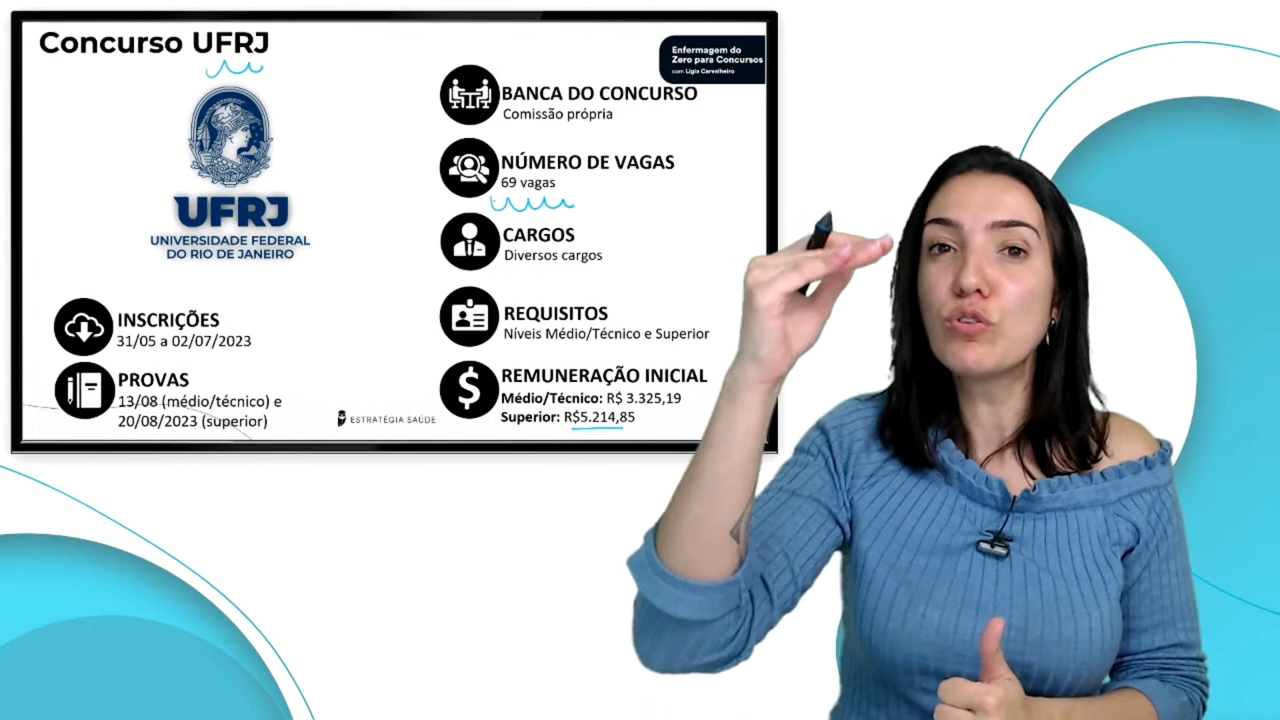 Concurso UFRJ
Enfermagem do
Zero para Concursos
com Ligia Carvalheiro
UFRJ
UNIVERSIDADE FEDERAL
DO RIO DE JANEIRO
INSCRIÇÕES
31/05 a 02/07/2023
PROVAS
13/08 (médio/técnico) e
20/08/2023 (superior)
BANCA DO CONCURSO
Comissão própria
NÚMERO DE VAGAS
69 vagas
CARGOS
Diversos cargos
REQUISITOS
Níveis Médio/Técnico e Superior
REMUNERAÇÃO INICIAL
Médio/Técnico: R$ 3.325,19
Superior: R$5.214,85
ESTRATÉGIA SAÚDE